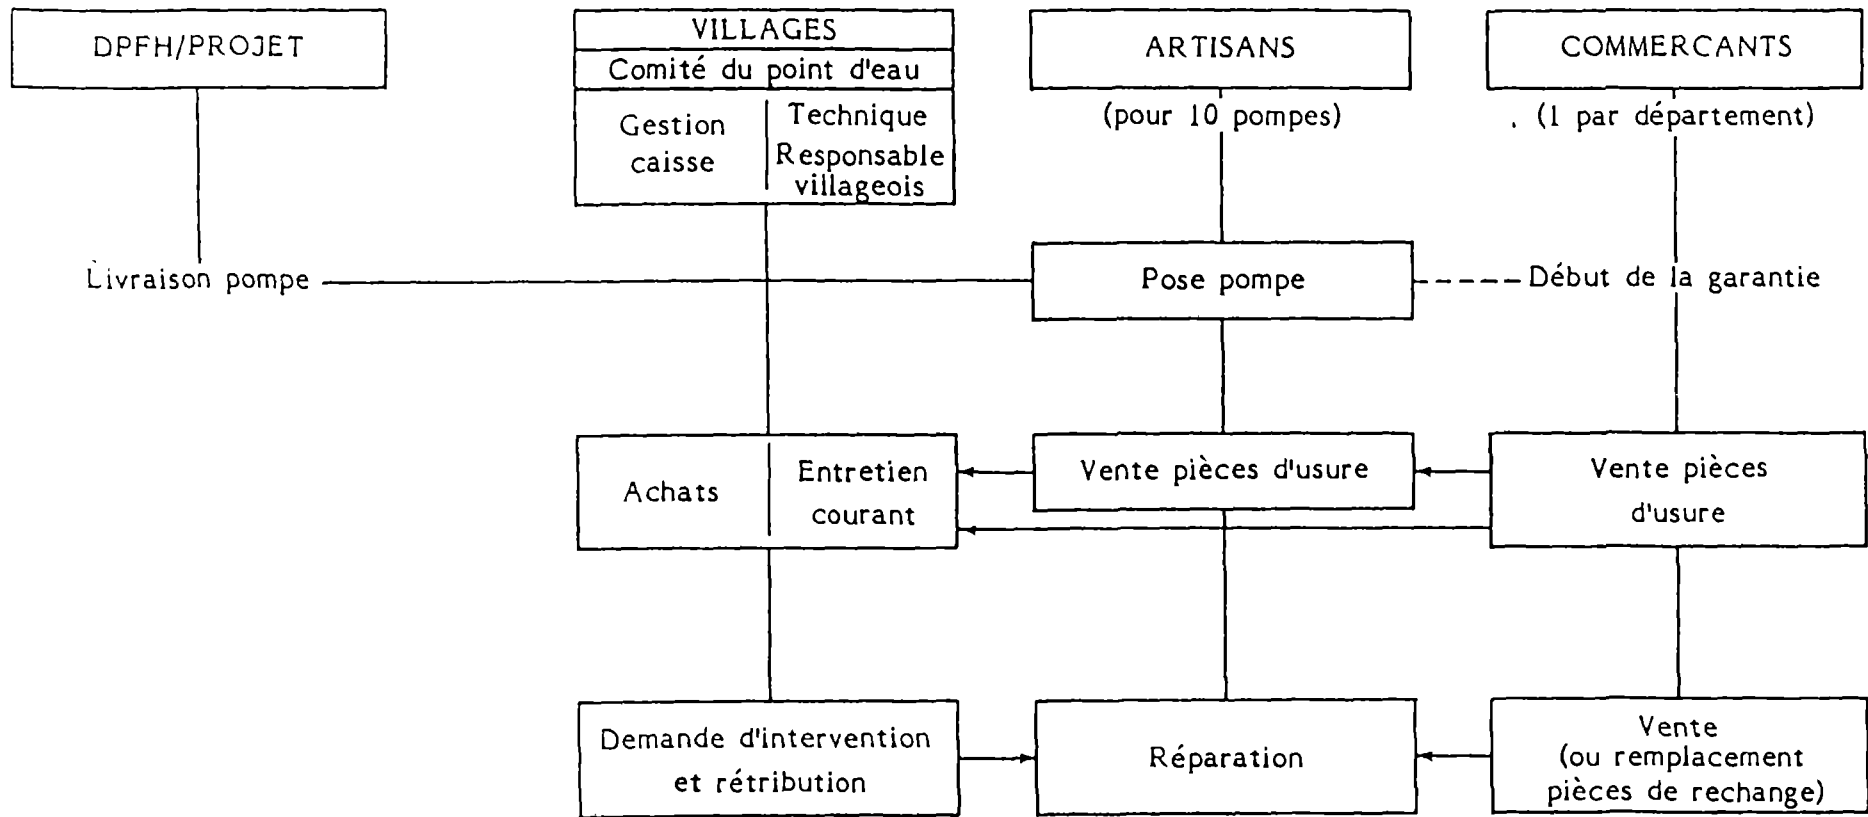 DPFH/PROJET
VILLAGES
Comité du point d'eau
Gestion
caisse
Technique
Responsable
villageois
ARTISANS
(pour 10 pompes)
COMMERCANTS
(1 par département)
Livraison pompe
Pose pompe
Début de la garantie
Achats
Entretien
courant
Vente pièces d'usure
Vente pièces
d'usure
Demande d'intervention
et rétribution
Réparation
Vente
(ou remplacement
pièces de rechange)